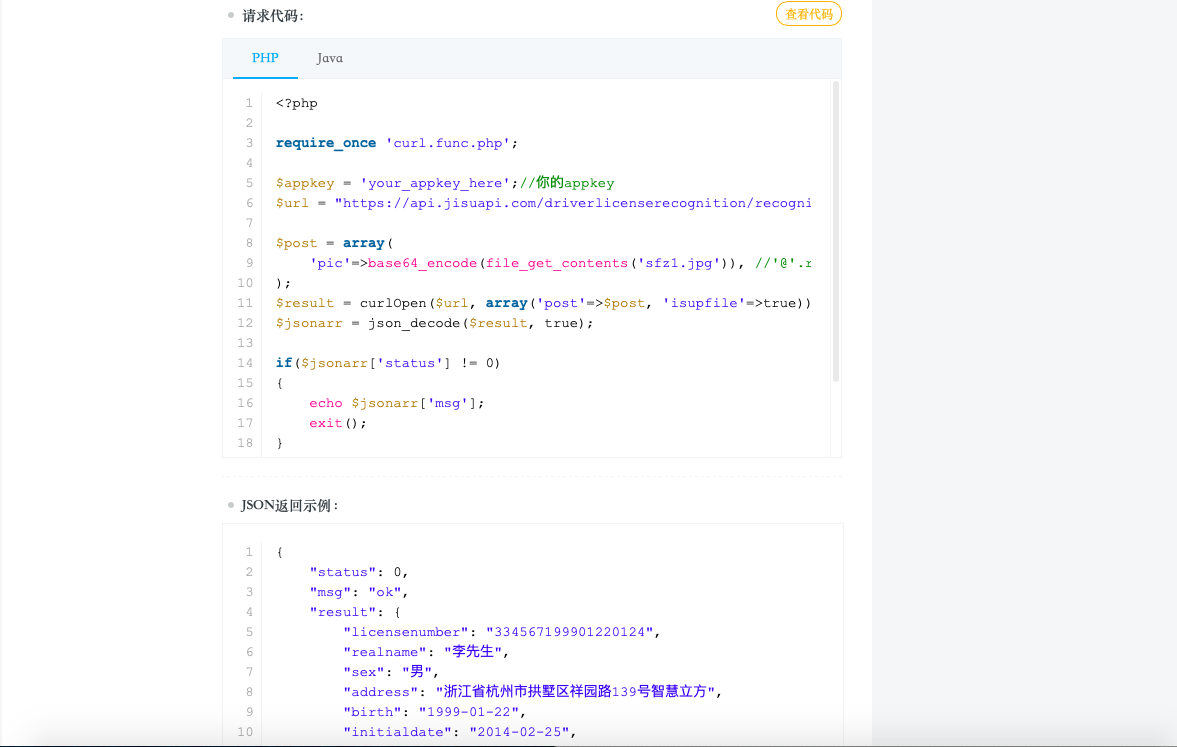 请求代码:
查看代码
PHP Java
1 <?php
2
3 require_once 'curl.func.php';
4
5 $appkey = 'your_appkey_here';//你的appkey
6 $url = "https://api.jisuapi.com/driverlicenserecognition/recogni
7
8 $post = array(
9 'pic'=>base64_encode(file_get_contents('sfz1.jpg')), //'@'.r
10 );
11 $result = curlOpen($url, array('post'=>$post, 'isupfile'=>true))
12 $jsonarr = json_decode($result, true);
13
14 if($jsonarr['status'] != 0)
15 {
16 echo $jsonarr['msg'];
17 exit();
18 }
JSON返回示例 :
1 {
2 "status": 0,
3 "msg": "ok",
4 "result": {
5 "licensenumber": "334567199901220124",
6 "realname": "李先生",
7 "sex": "男",
8 "address": "浙江省杭州市拱墅区祥园路139号智慧立方",
9 "birth": "1999-01-22",
10 "initialdate": "2014-02-25",